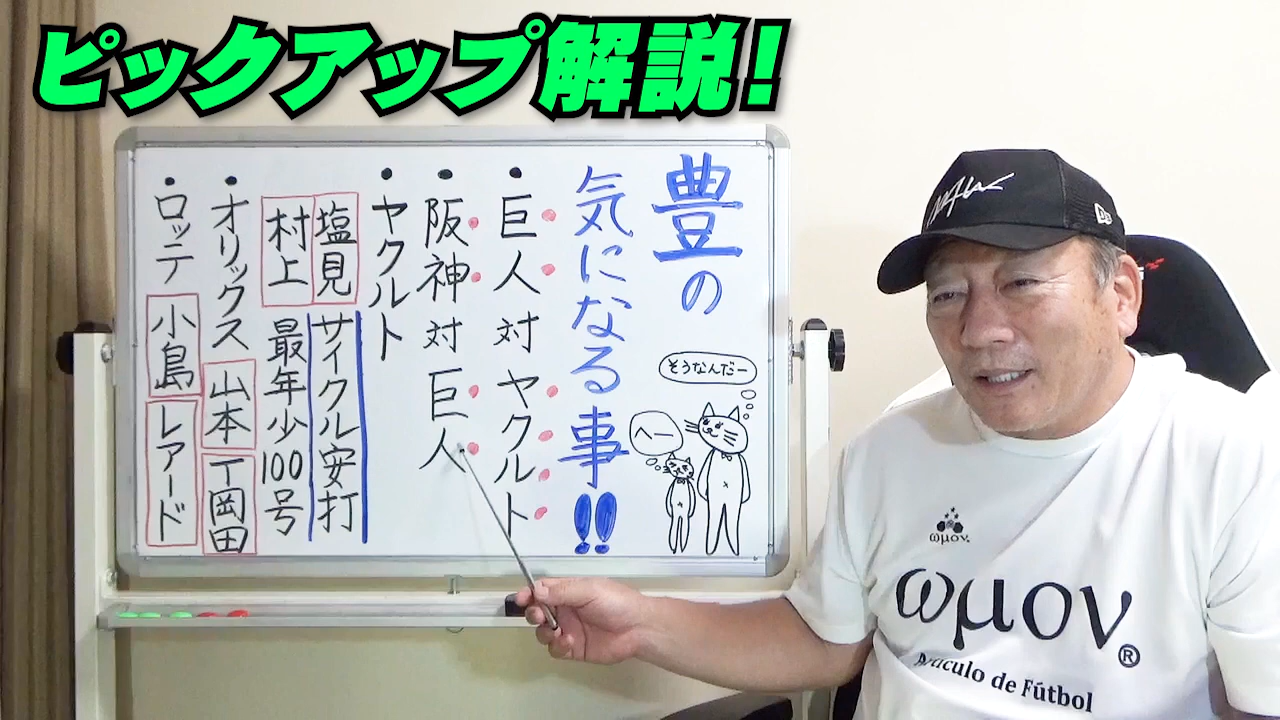 ピックアップ解説!
豊の
気になる事!!
・巨人対ヤクルト
・阪神対巨人
・ヤクルト
塩見 サイクル安打
村上 最年少100号
・オリックス 山本 T岡田
・ロッテ 小島 レアード
そうなんだー
へー
ωμον
ωμον®
Oráculo de Fútbol